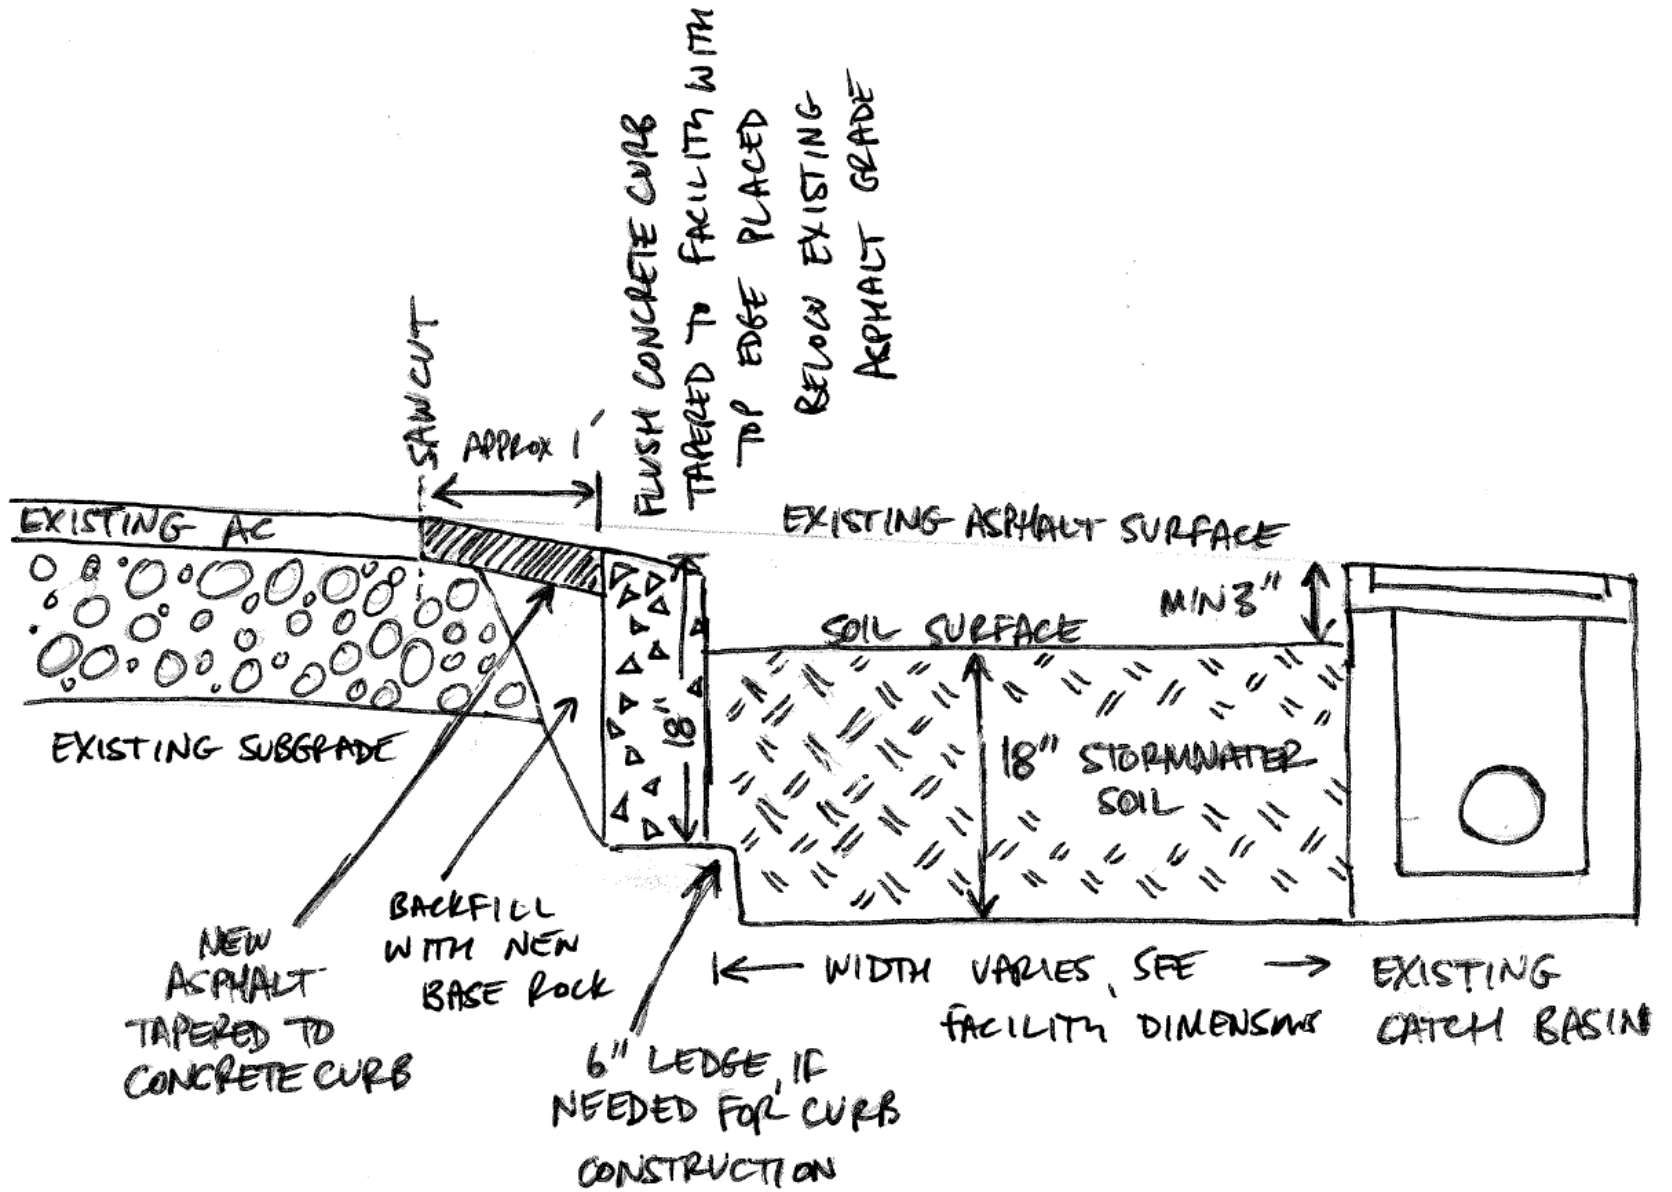 FLUSH CONCRETE CURB
TAPERED TO FACILITY WITH
TOP EDGE PLACED
BELOW EXISTING
ASPHALT GRADE
SAWCUT
APPROX 1'
EXISTING AC
EXISTING ASPHALT SURFACE
MIN 3"
SOIL SURFACE
18"
EXISTING SUBGRADE
18" STORMWATER
SOIL
NEW
ASPHALT
TAPERED TO
CONCRETE CURB
BACKFILL
WITH NEW
BASE ROCK
6" LEDGE, IF
NEEDED FOR CURB
CONSTRUCTION
WIDTH VARIES, SEE
FACILITY DIMENSIONS
EXISTING
CATCH BASIN